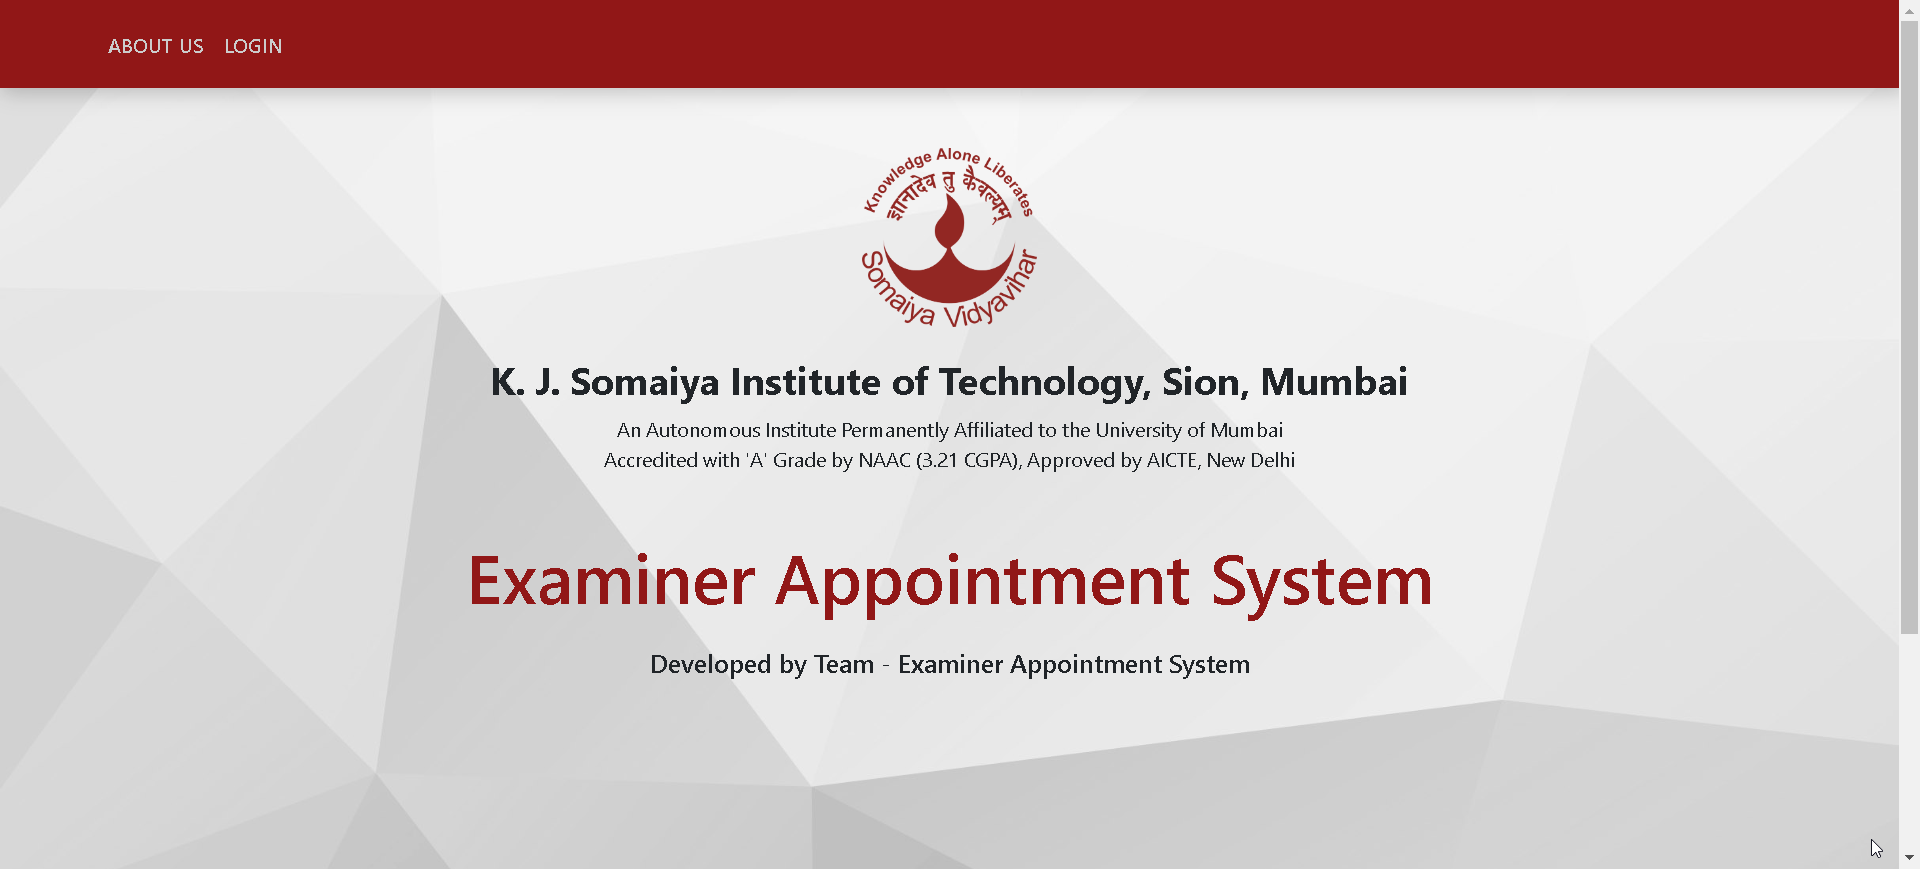 ABOUT US LOGIN
Knowledge Alone Liberates
ज्ञानादेव तु कैवल्यम्
Somaiya Vidyavihar
K. J. Somaiya Institute of Technology, Sion, Mumbai
An Autonomous Institute Permanently Affiliated to the University of Mumbai
Accredited with 'A' Grade by NAAC (3.21 CGPA), Approved by AICTE, New Delhi
Examiner Appointment System
Developed by Team - Examiner Appointment System